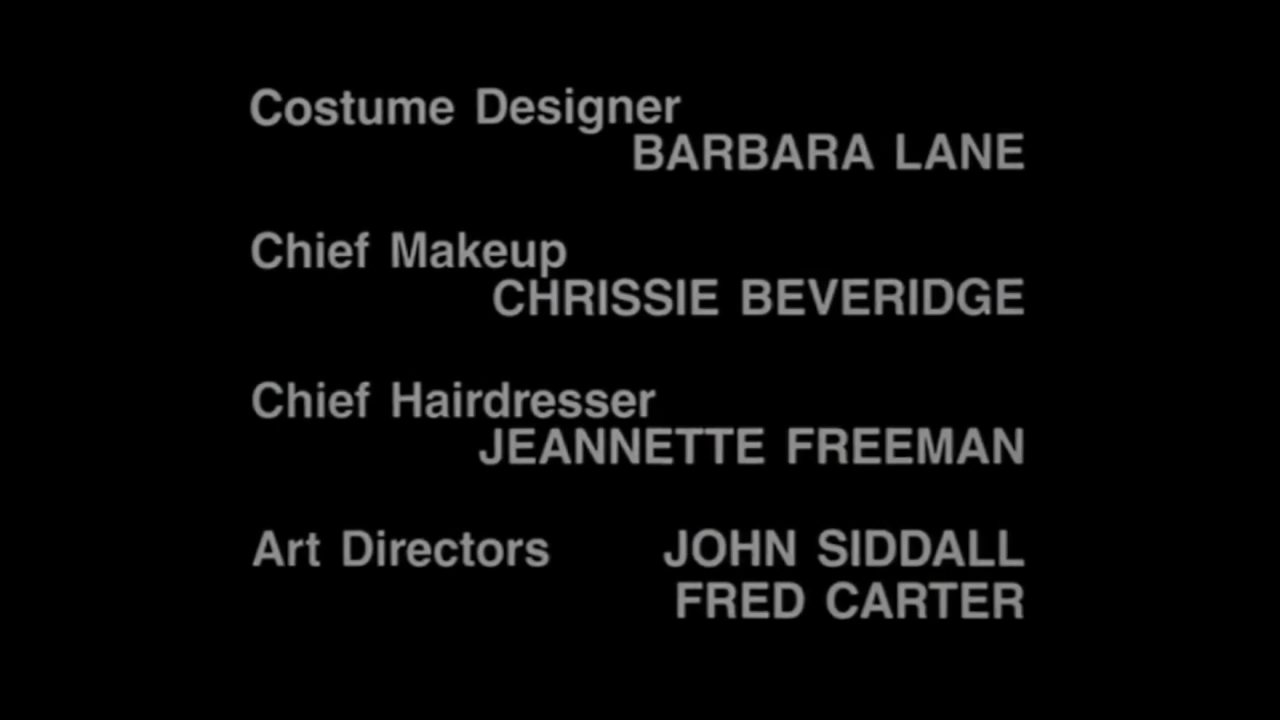 Costume Designer
BARBARA LANE
Chief Makeup
CHRISSIE BEVERIDGE
Chief Hairdresser
JEANNETTE FREEMAN
Art Directors JOHN SIDDALL
FRED CARTER